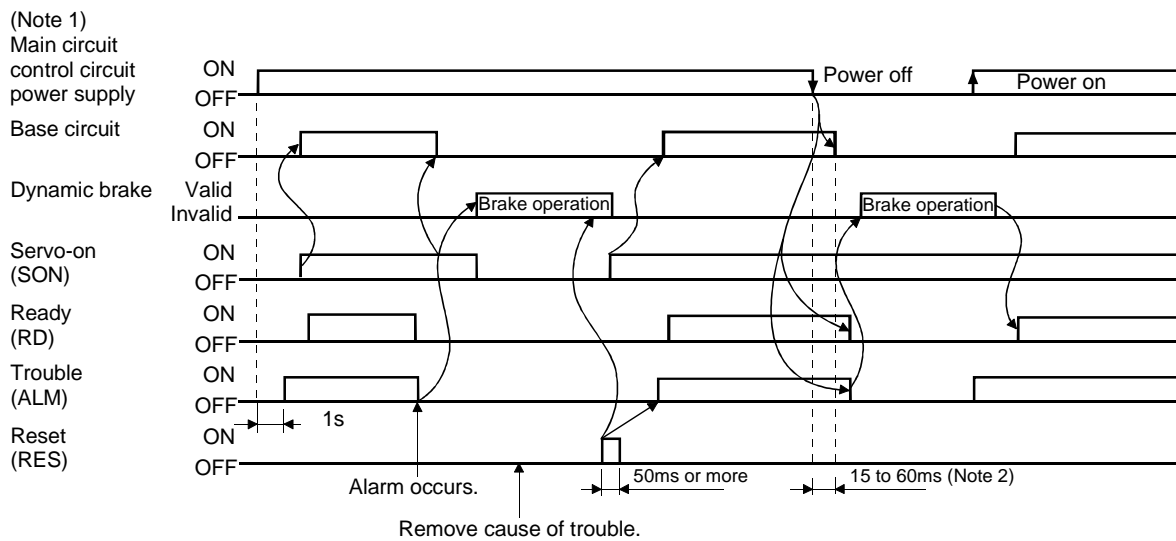 (Note 1)
Main circuit
control circuit
power supply
ON
OFF
Power off
Power on
Base circuit
ON
OFF
Dynamic brake
Valid
Invalid
Brake operation
Brake operation
Servo-on
(SON)
ON
OFF
Ready
(RD)
ON
OFF
Trouble
(ALM)
ON
OFF
1s
Reset
(RES)
ON
OFF
50ms or more
15 to 60ms (Note 2)
Alarm occurs.
Remove cause of trouble.